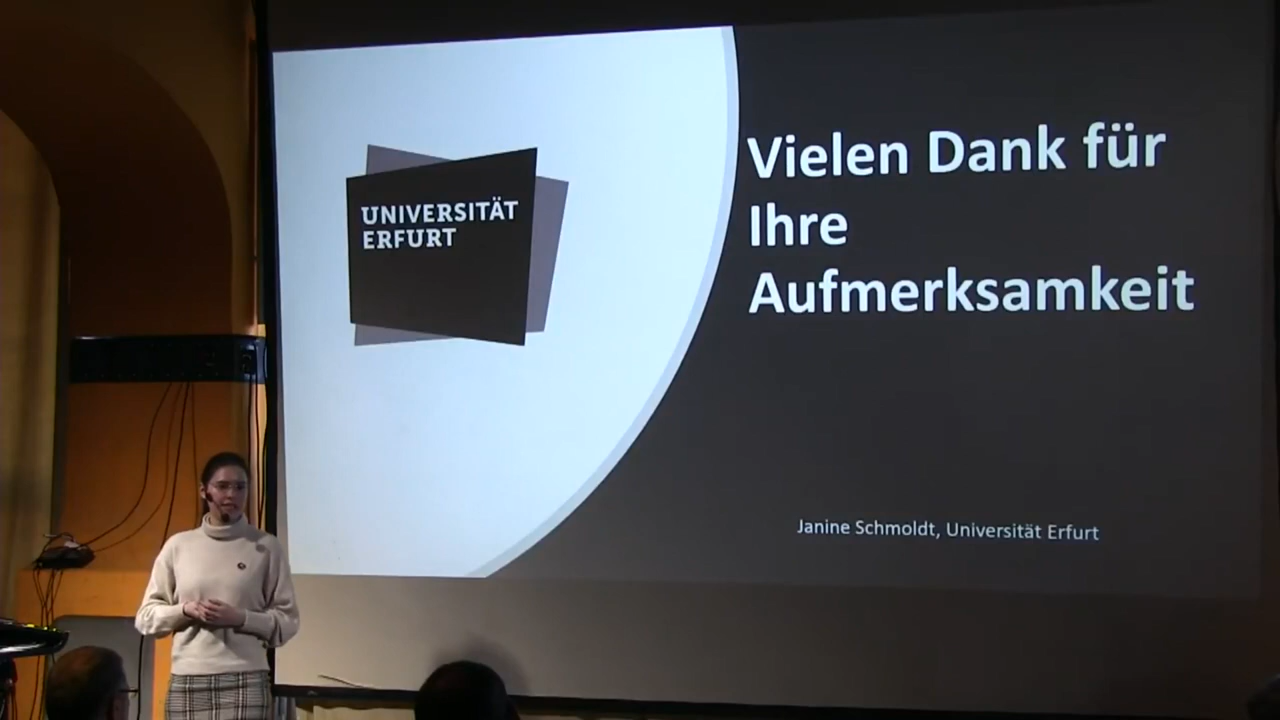 UNIVERSITÄT
ERFURT
Vielen Dank für
Ihre
Aufmerksamkeit
Janine Schmoldt, Universität Erfurt